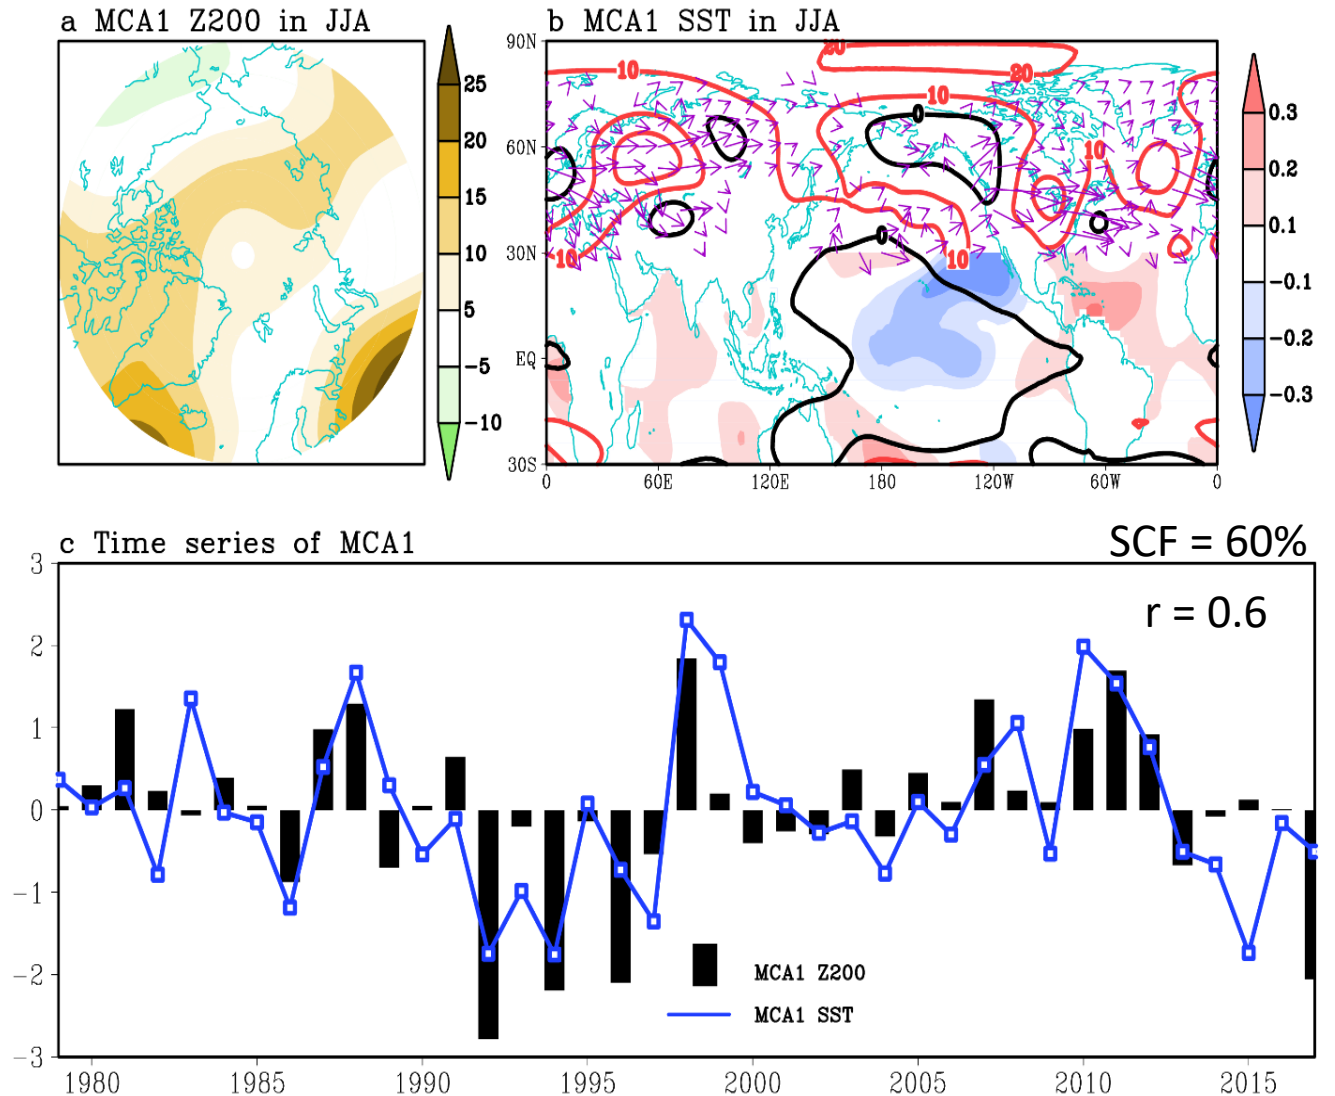 a MCA1 Z200 in JJA
25
20
15
10
5
−5
−10
b MCA1 SST in JJA
90N
60N
30N
EQ
30S
0
60E
120E
180
120W
60W
0
20
10
20
10
0
10
0
10
10
0.3
0.2
0.1
−0.1
−0.2
−0.3
c Time series of MCA1
SCF = 60%
r = 0.6
3
2
1
0
−1
−2
−3
MCA1 Z200
MCA1 SST
1980
1985
1990
1995
2000
2005
2010
2015